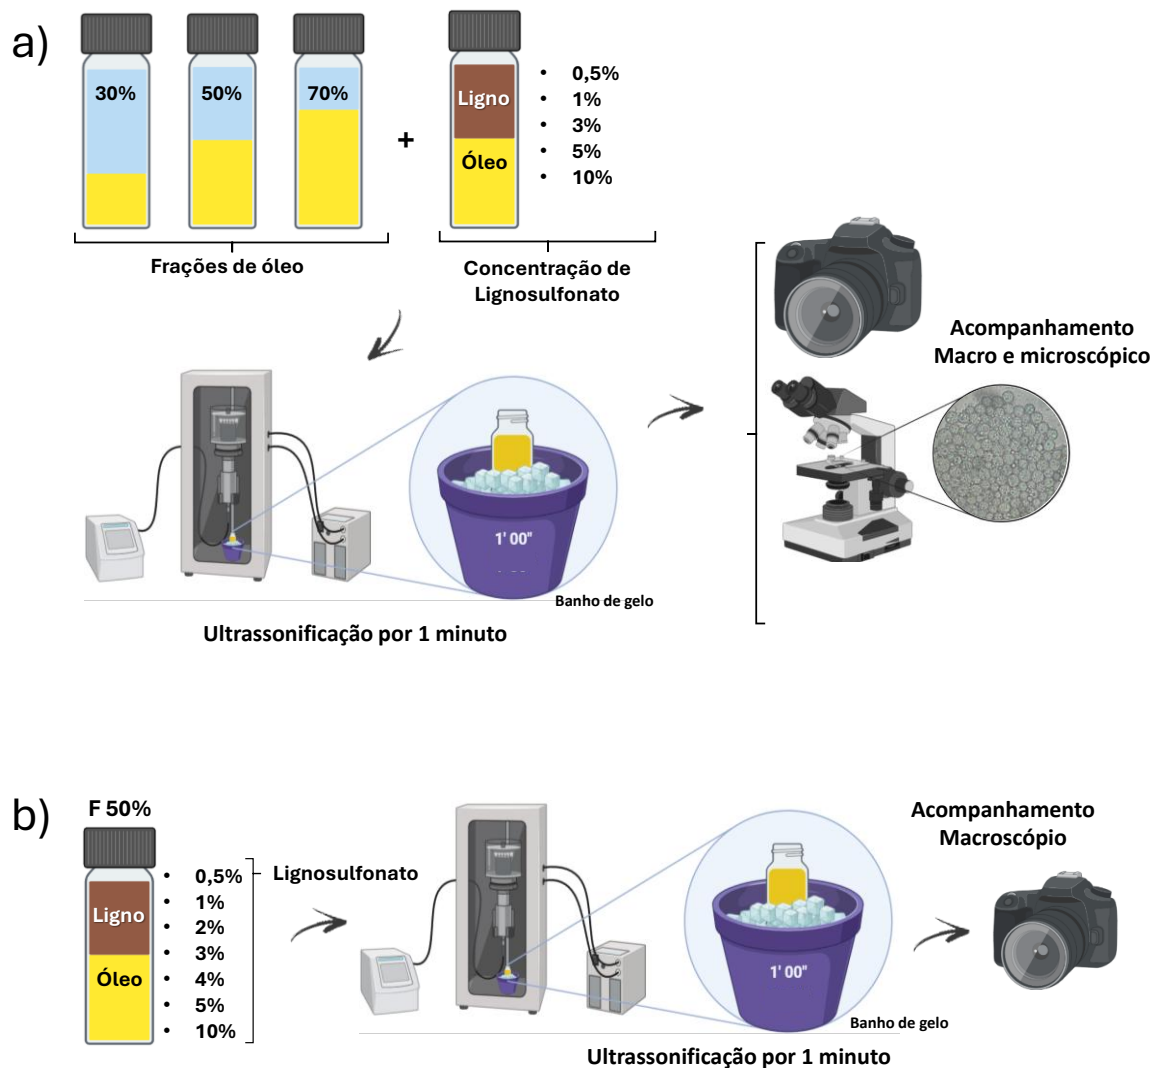 a)
30%
50%
70%
+
Ligno
Óleo
• 0,5%
• 1%
• 3%
• 5%
• 10%
Frações de óleo
Concentração de
Lignosulfonato
Acompanhamento
Macro e microscópico
1' 00"
Banho de gelo
Ultrassonificação por 1 minuto
b)
F 50%
Ligno
Óleo
• 0,5%
• 1%
• 2%
• 3%
• 4%
• 5%
• 10%
Lignosulfonato
1' 00"
Banho de gelo
Ultrassonificação por 1 minuto
Acompanhamento
Macroscópio